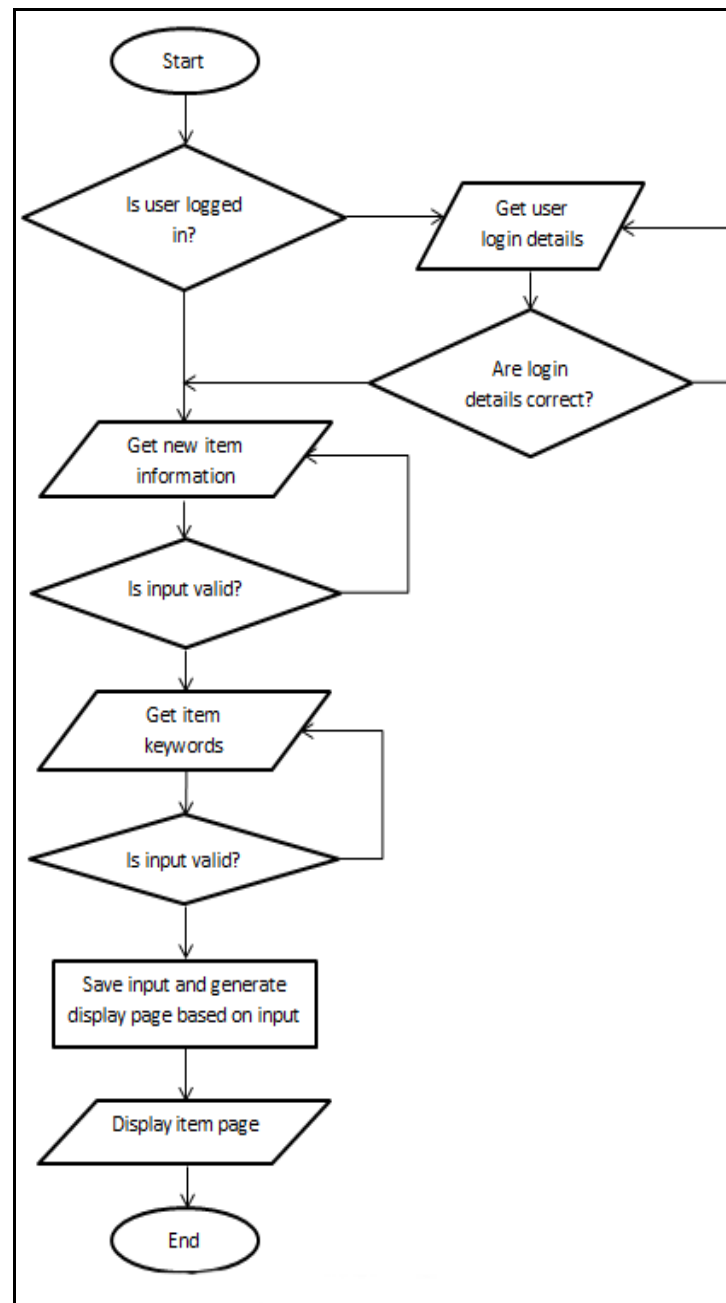 Start
Is user logged
in?
Get user
login details
Are login
details correct?
Get new item
information
Is input valid?
Get item
keywords
Is input valid?
Save input and generate
display page based on input
Display item page
End